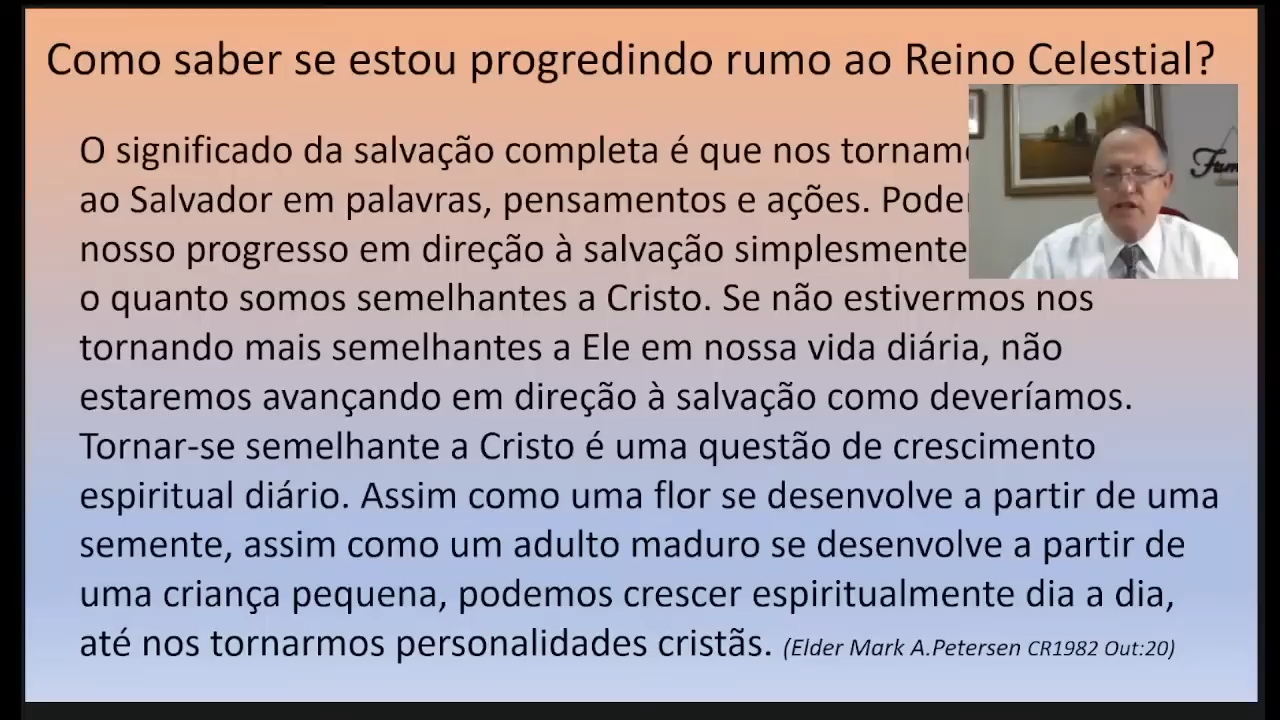 Como saber se estou progredindo rumo ao Reino Celestial?
O significado da salvação completa é que nos
ao Salvador em palavras, pensamentos e ações.
nosso progresso em direção à salvação simplesmente
o quanto somos semelhantes a Cristo. Se não estivermos nos
tornando mais semelhantes a Ele em nossa vida diária, não
estaremos avançando em direção à salvação como deveríamos.
Tornar-se semelhante a Cristo é uma questão de crescimento
espiritual diário. Assim como uma flor se desenvolve a partir de uma
semente, assim como um adulto maduro se desenvolve a partir de
uma criança pequena, podemos crescer espiritualmente dia a dia,
até nos tornarmos personalidades cristãs. (Elder Mark A.Petersen CR1982 Out:20)